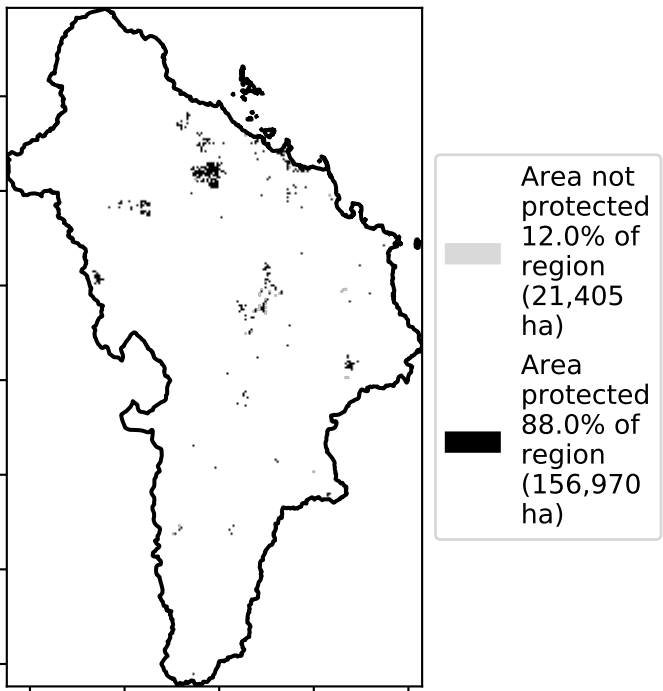 Area not
protected
12.0% of
region
(21,405
ha)
Area
protected
88.0% of
region
(156,970
ha)